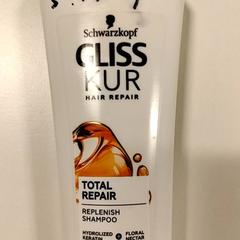 Schwarzkopf
GLISS
KUR
HAIR REPAIR
TOTAL
REPAIR
REPLENISH
SHAMPOO
HYDROLIZED + FLORAL
KERATIN NECTAR